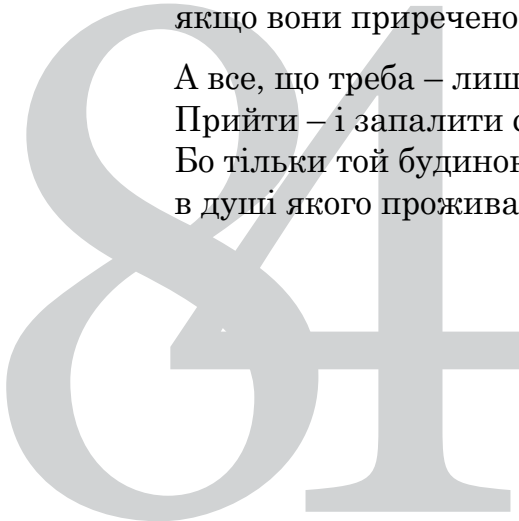 якщо вони приречено
А все, що треба – лиш
Прийти – і запалити
Бо тільки той будинок
в душі якого прожива
84